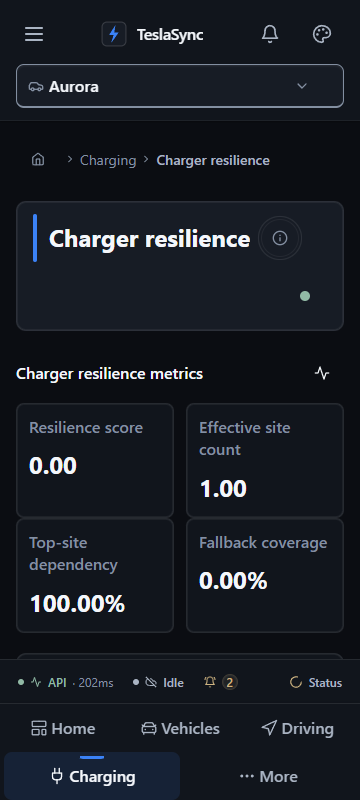 TeslaSync
Aurora
Charging
Charger resilience
Charger resilience
Charger resilience metrics
Resilience score
0.00
Effective site
count
1.00
Top-site
dependency
100.00%
Fallback coverage
0.00%
API · 202ms
Idle
2
Status
Home
Vehicles
Driving
Charging
More